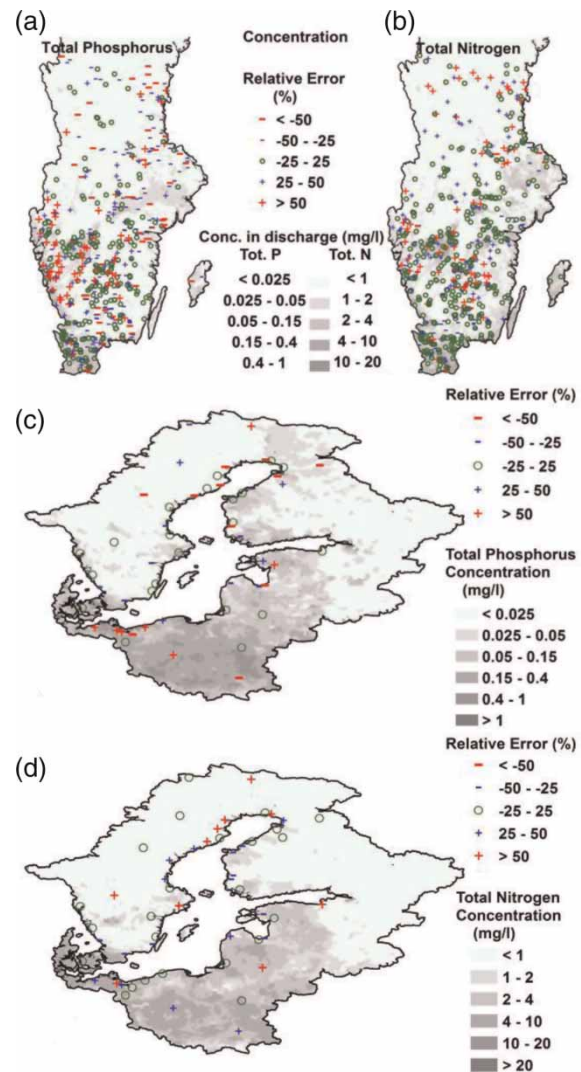 (a)
(b)
Total Phosphorus
Concentration
Total Nitrogen
Relative Error
(%)
< -50
-50 - -25
-25 - 25
25 - 50
> 50
Conc. in discharge (mg/l)
Tot. P Tot. N
< 0.025 < 1
0.025 - 0.05 1 - 2
0.05 - 0.15 2 - 4
0.15 - 0.4 4 - 10
0.4 - 1 10 - 20
(c)
Relative Error (%)
< -50
-50 - -25
-25 - 25
25 - 50
> 50
Total Phosphorus
Concentration
(mg/l)
< 0.025
0.025 - 0.05
0.05 - 0.15
0.15 - 0.4
0.4 - 1
> 1
(d)
Relative Error (%)
< -50
-50 - -25
-25 - 25
25 - 50
> 50
Total Nitrogen
Concentration
(mg/l)
< 1
1 - 2
2 - 4
4 - 10
10 - 20
> 20